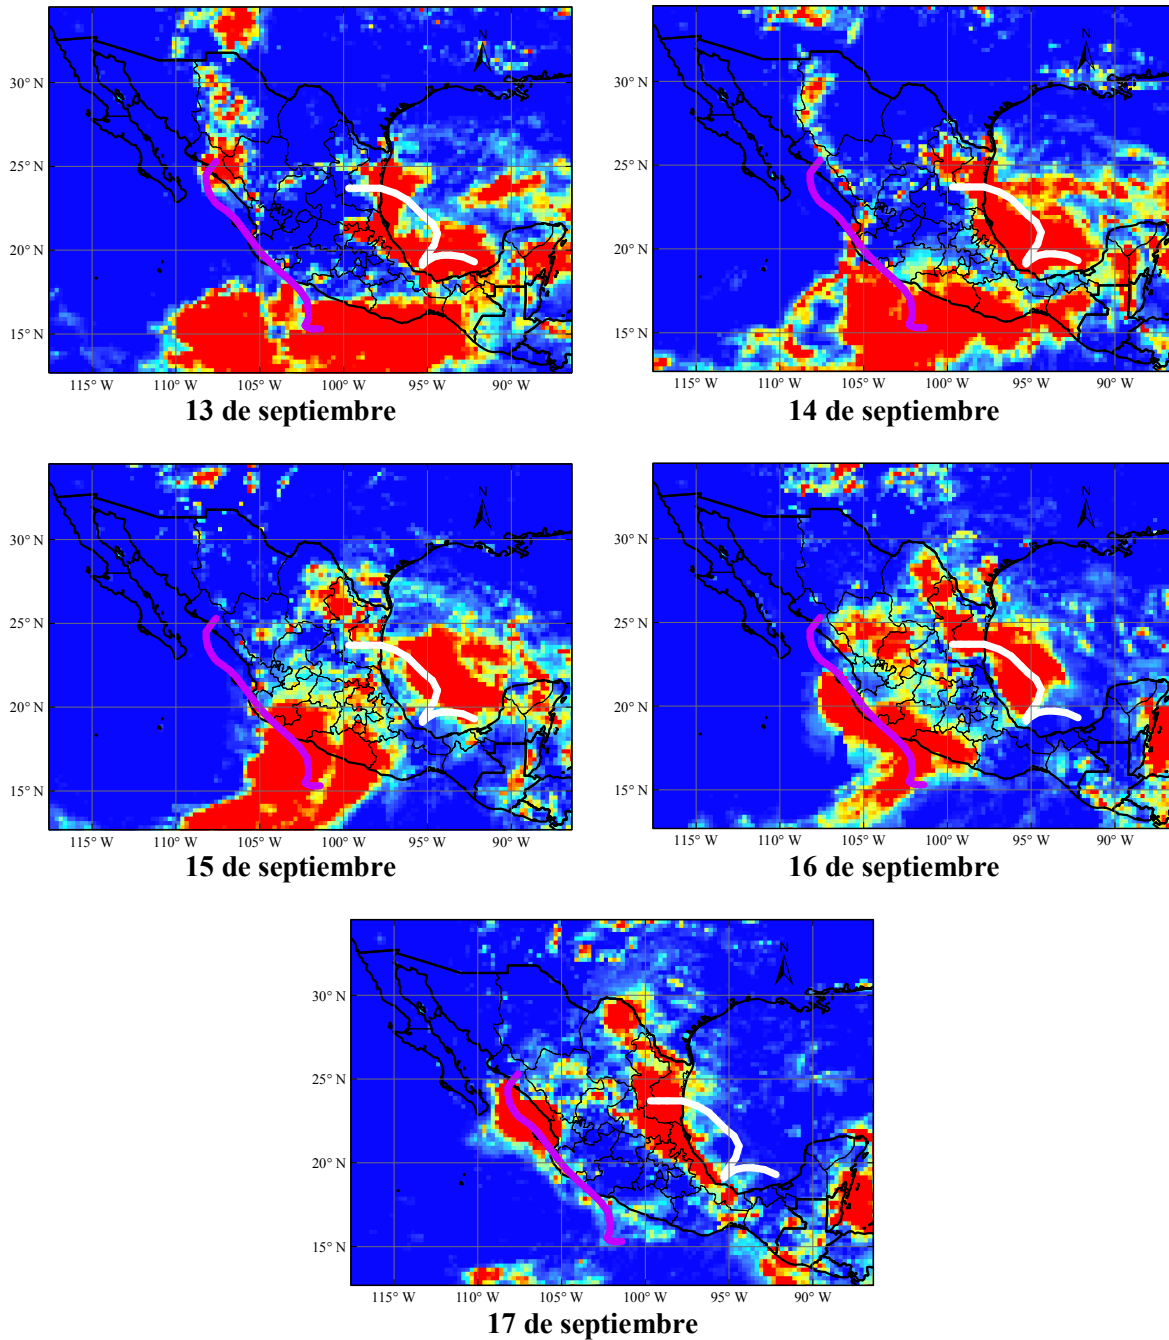 N N
30° N 30° N
25° N 25° N
20° N 20° N
15° N 15° N
115° W 110° W 105° W 100° W 95° W 90° W 115° W 110° W 105° W 100° W 95° W 90° W
13 de septiembre 14 de septiembre
N N
30° N 30° N
25° N 25° N
20° N 20° N
15° N 15° N
115° W 110° W 105° W 100° W 95° W 90° W 115° W 110° W 105° W 100° W 95° W 90° W
15 de septiembre 16 de septiembre
N
30° N
25° N
20° N
15° N
115° W 110° W 105° W 100° W 95° W 90° W
17 de septiembre